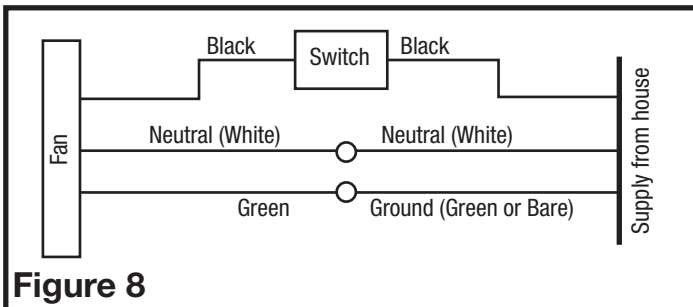 Black
Switch
Black
Neutral (White)
Neutral (White)
Fan
Supply from house
Green
Ground (Green or Bare)
Figure 8